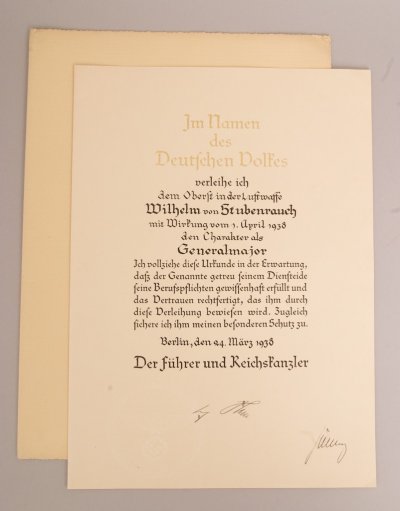 Im Namen
des
Deutschen Volkes
verleihe ich
dem Oberst in der Luftwaffe
Wilhelm von Stubenrauch
mit Wirkung vom 1. April 1938
den Charakter als
Generalmajor
Ich vollziehe diese Urkunde in der Erwartung,
daß der Genannte getreu seinem Diensteide
seine Berufspflichten gewissenhaft erfüllt und
das Vertrauen rechtfertigt, das ihm durch
diese Verleihung bewiesen wird. Zugleich
sichere ich ihm meinen besonderen Schutz zu.
Berlin, den 24. März 1938
Der Führer und Reichskanzler